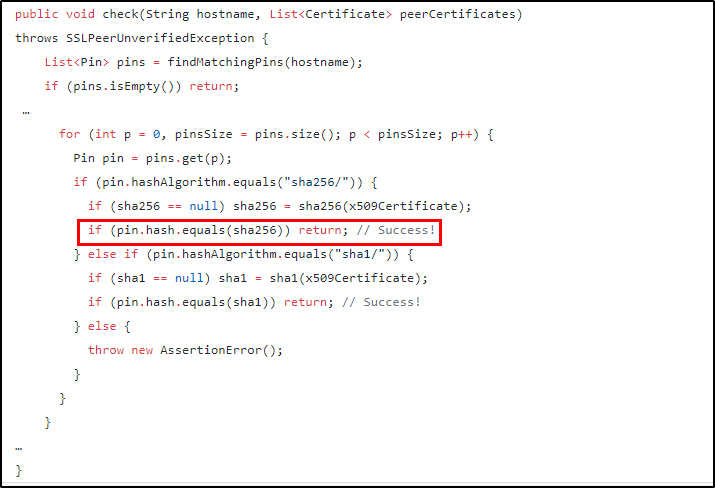 public void check(String hostname, List<Certificate> peerCertificates)
throws SSLPeerUnverifiedException {
List<Pin> pins = findMatchingPins(hostname);
if (pins.isEmpty()) return;
…
for (int p = 0, pinsSize = pins.size(); p < pinsSize; p++) {
Pin pin = pins.get(p);
if (pin.hashAlgorithm.equals("sha256/")) {
if (sha256 == null) sha256 = sha256(x509Certificate);
if (pin.hash.equals(sha256)) return; // Success!
} else if (pin.hashAlgorithm.equals("sha1/")) {
if (sha1 == null) sha1 = sha1(x509Certificate);
if (pin.hash.equals(sha1)) return; // Success!
} else {
throw new AssertionError();
}
}
}
…
}